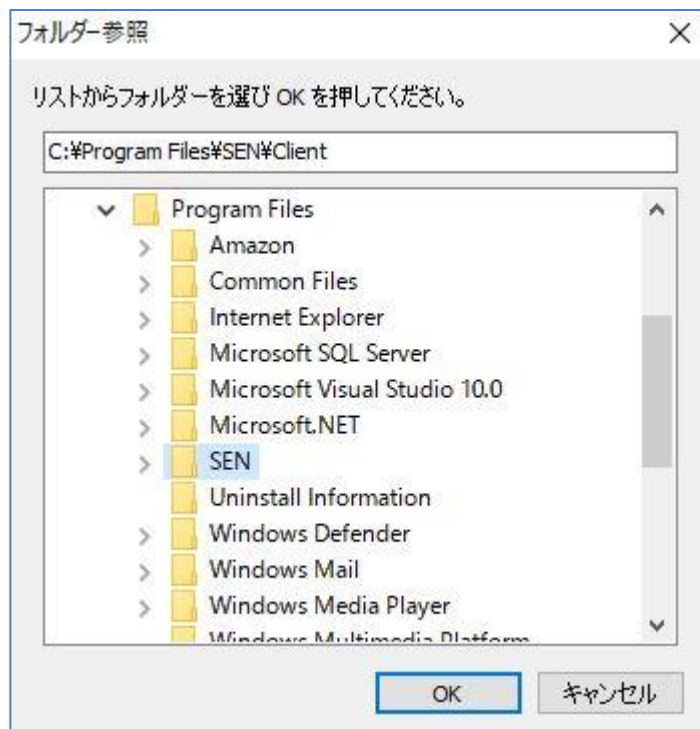 フォルダー参照
リストからフォルダーを選び OK を押してください。
C:¥Program Files¥SEN¥Client
Program Files
Amazon
Common Files
Internet Explorer
Microsoft SQL Server
Microsoft Visual Studio 10.0
Microsoft.NET
SEN
Uninstall Information
Windows Defender
Windows Mail
Windows Media Player
Windows Multimedia Platform
OK キャンセル